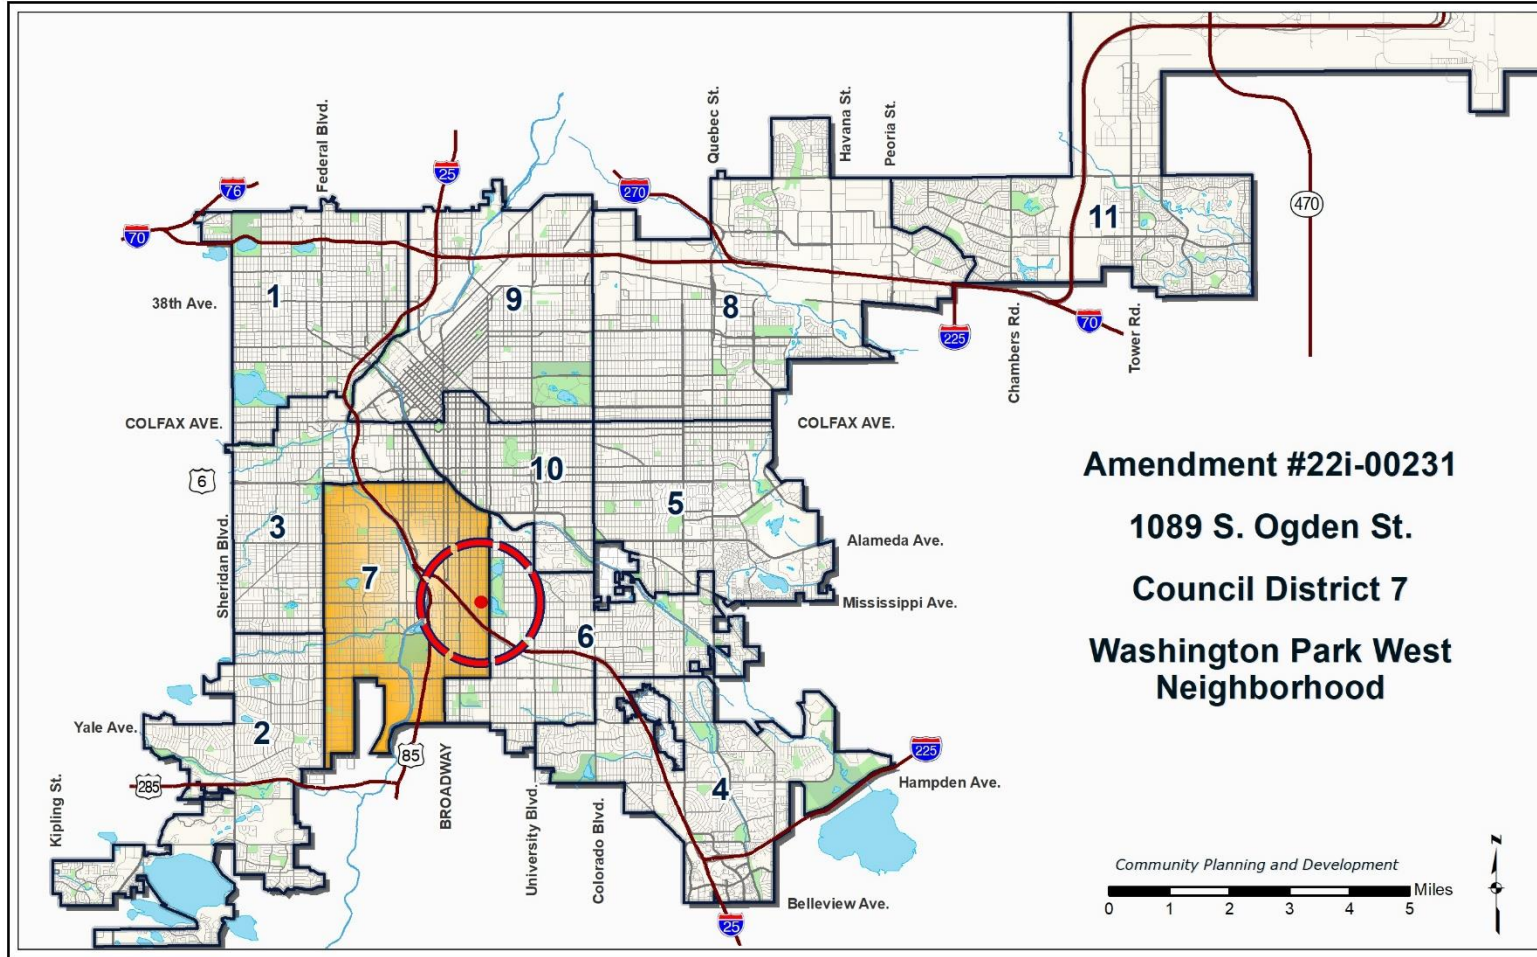 Federal Blvd.
Quebec St.
Havana St.
Peoria St.
76
25
270
70
470
11
1
9
8
38th Ave.
225
70
Chambers Rd.
Tower Rd.
COLFAX AVE.
COLFAX AVE.
6
10
5
3
Sheridan Blvd.
7
Alameda Ave.
Mississippi Ave.
6
Amendment #22i-00231
1089 S. Ogden St.
Council District 7
Washington Park West
Neighborhood
Yale Ave.
2
85
285
Kipling St.
BROADWAY
University Blvd.
Colorado Blvd.
4
225
Hampden Ave.
Belleview Ave.
25
Community Planning and Development
Miles
0 1 2 3 4 5
N